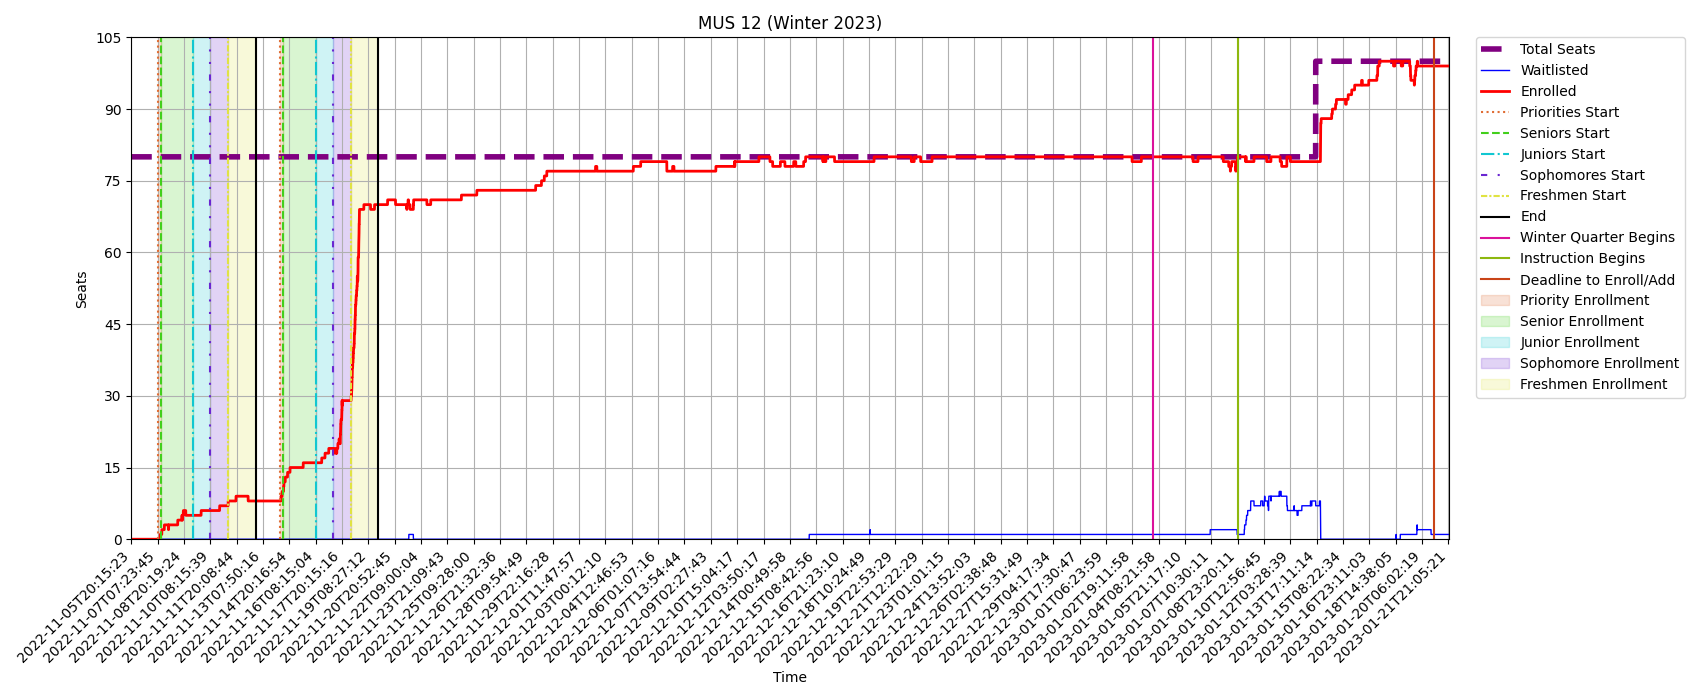 MUS 12 (Winter 2023)
105
90
75
60
45
30
15
0
Seats
2022-11-05T20:15:23
2022-11-07T07:23:45
2022-11-08T20:19:24
2022-11-10T08:15:39
2022-11-11T20:08:44
2022-11-13T07:50:16
2022-11-14T20:16:54
2022-11-16T08:15:04
2022-11-17T20:15:16
2022-11-19T08:27:12
2022-11-20T20:52:45
2022-11-22T09:00:04
2022-11-23T21:09:43
2022-11-25T09:28:00
2022-11-26T21:32:36
2022-11-28T09:54:49
2022-11-29T22:16:28
2022-12-01T11:47:57
2022-12-03T00:12:10
2022-12-04T12:46:53
2022-12-06T01:07:16
2022-12-07T13:54:44
2022-12-09T02:27:43
2022-12-10T15:04:17
2022-12-12T03:50:17
2022-12-14T00:49:58
2022-12-15T08:42:56
2022-12-16T21:23:10
2022-12-18T10:24:49
2022-12-19T22:53:29
2022-12-21T12:22:29
2022-12-23T01:01:15
2022-12-24T13:52:03
2022-12-26T02:38:48
2022-12-27T15:31:49
2022-12-29T04:17:34
2022-12-30T17:30:47
2023-01-01T06:23:59
2023-01-02T19:11:58
2023-01-04T08:21:58
2023-01-05T21:17:10
2023-01-07T10:30:11
2023-01-08T23:20:11
2023-01-10T12:56:45
2023-01-12T03:28:39
2023-01-13T17:11:14
2023-01-15T08:22:34
2023-01-16T23:11:03
2023-01-18T14:38:05
2023-01-20T06:02:19
2023-01-21T21:05:21
Time
Total Seats
Waitlisted
Enrolled
Priorities Start
Seniors Start
Juniors Start
Sophomores Start
Freshmen Start
End
Winter Quarter Begins
Instruction Begins
Deadline to Enroll/Add
Priority Enrollment
Senior Enrollment
Junior Enrollment
Sophomore Enrollment
Freshmen Enrollment